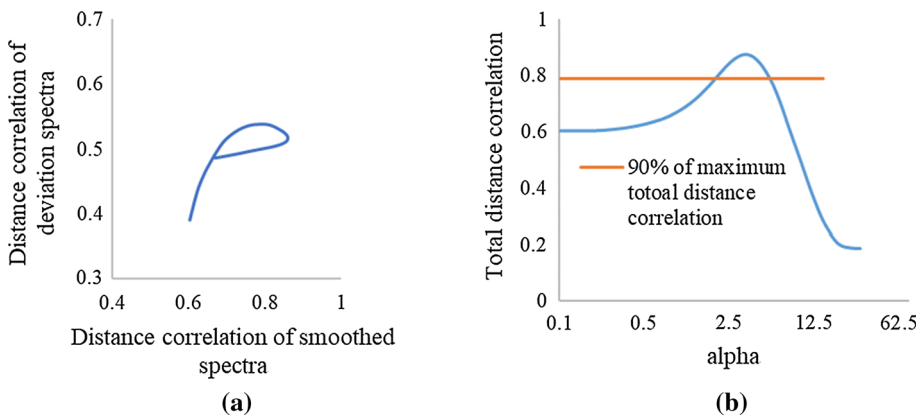 0.7
0.6
0.5
0.4
0.3
Distance correlation of
deviation spectra
0.4
0.6
0.8
1
Distance correlation of smoothed
spectra
(a)
1
0.8
0.6
0.4
0.2
0
Total distance correlation
90% of maximum
totoal distance
correlation
0.1
0.5
2.5
12.5
62.5
alpha
(b)